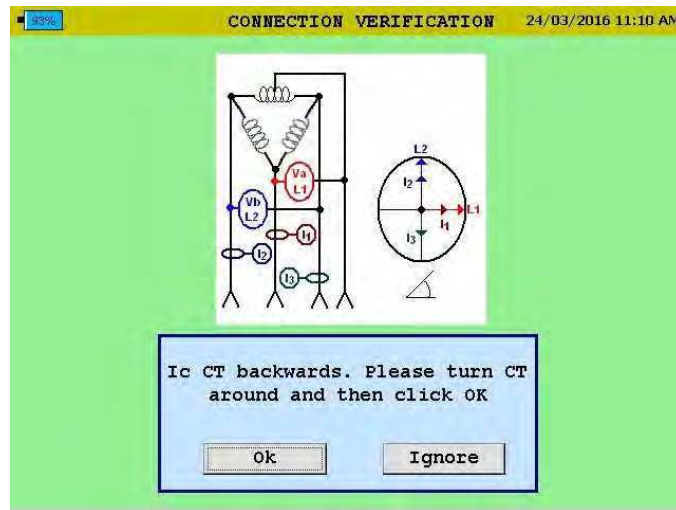 93%
CONNECTION VERIFICATION
24/03/2016 11:10 AM
Va
L1
Vb
L2
I1
I2
I3
L2
I2
L1
I1
I3
Ic CT backwards. Please turn CT
around and then click OK
Ok
Ignore